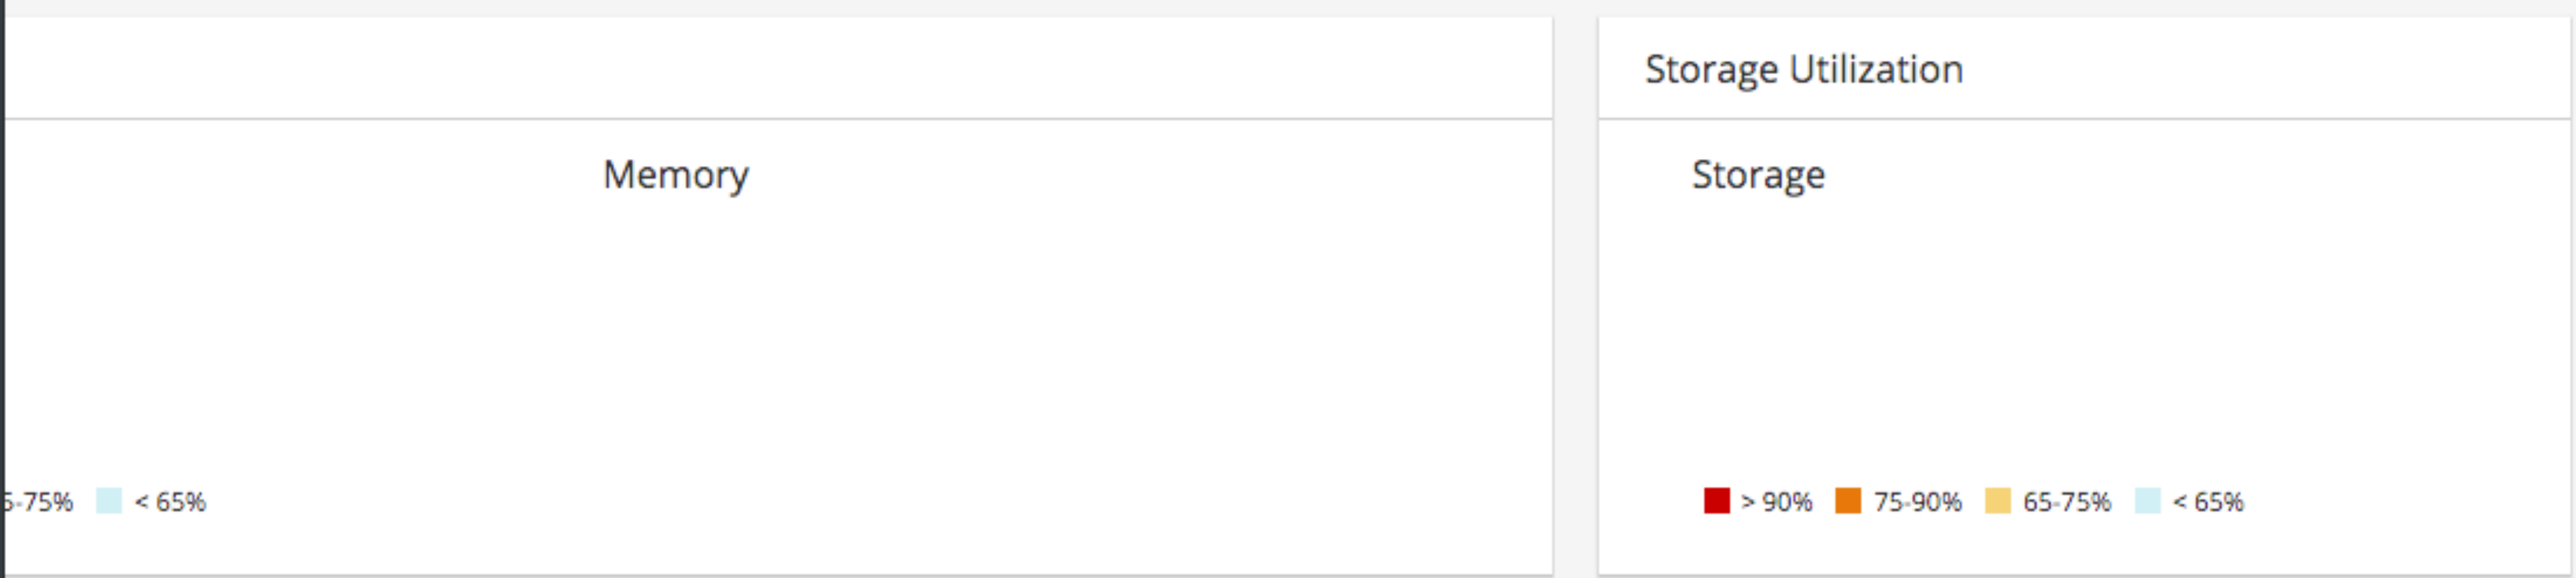 Storage Utilization
Memory
Storage
-75% < 65%
> 90% 75-90% 65-75% < 65%